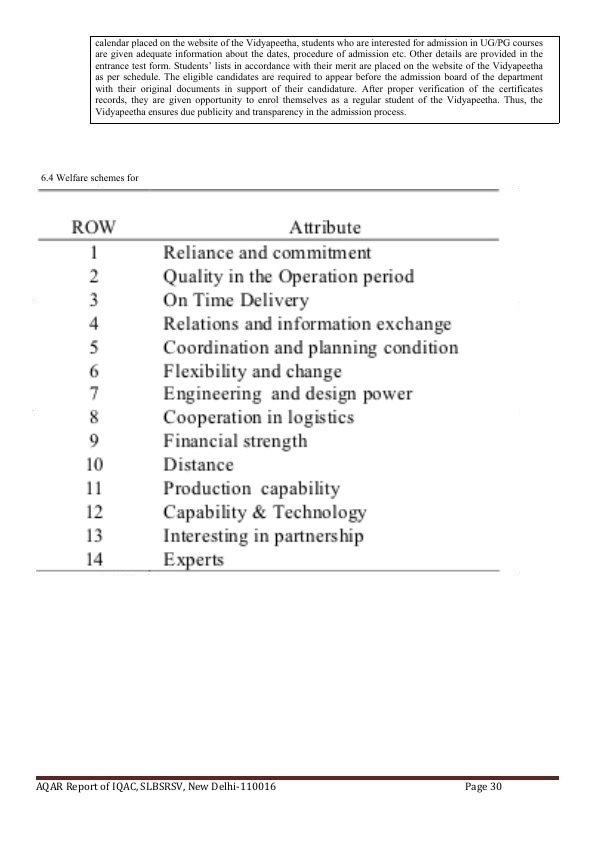 calendar placed on the website of the Vidyapeetha, students who are interested for admission in UG/PG courses
are given adequate information about the dates, procedure of admission etc. Other details are provided in the
entrance test form. Students’ lists in accordance with their merit are placed on the website of the Vidyapeetha
as per schedule. The eligible candidates are required to appear before the admission board of the department
with their original documents in support of their candidature. After proper verification of the certificates
records, they are given opportunity to enrol themselves as a regular student of the Vidyapeetha. Thus, the
Vidyapeetha ensures due publicity and transparency in the admission process.
6.4 Welfare schemes for
ROW Attribute
1 Reliance and commitment
2 Quality in the Operation period
3 On Time Delivery
4 Relations and information exchange
5 Coordination and planning condition
6 Flexibility and change
7 Engineering and design power
8 Cooperation in logistics
9 Financial strength
10 Distance
11 Production capability
12 Capability & Technology
13 Interesting in partnership
14 Experts
AQAR Report of IQAC, SLBSRSV, New Delhi-110016 Page 30